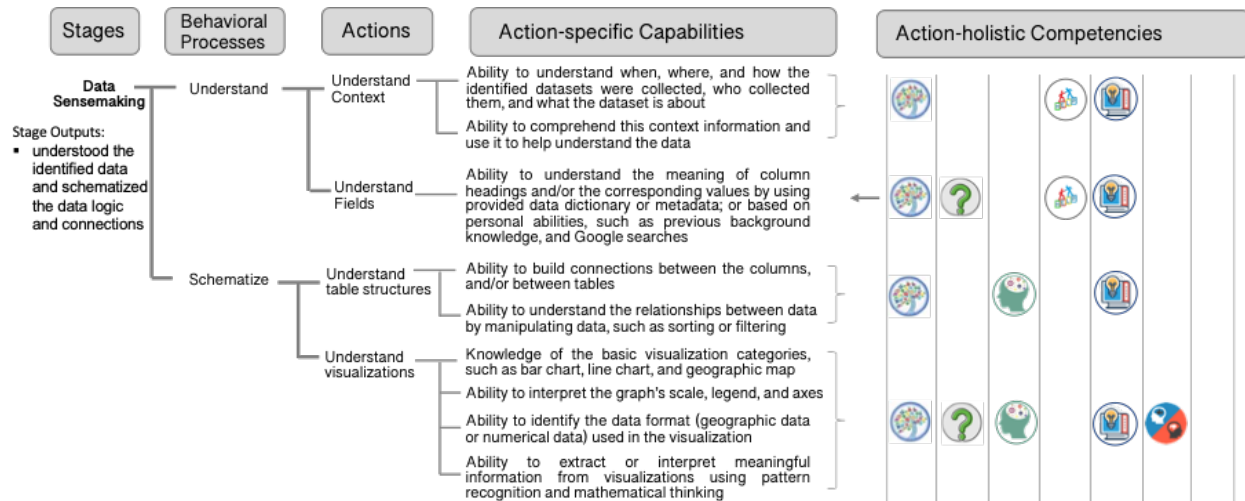 Stages
Behavioral
Processes
Actions
Action-specific Capabilities
Action-holistic Competencies
Data
Sensemaking
Stage Outputs:
▪ understood the
identified data
and schematized
the data logic
and connections
Understand
Understand
Context
Ability to understand when, where, and how the
identified datasets were collected, who collected
them, and what the dataset is about
Ability to comprehend this context information and
use it to help understand the data
Understand
Fields
Ability to understand the meaning of column
headings and/or the corresponding values by using
provided data dictionary or metadata; or based on
personal abilities, such as previous background
knowledge, and Google searches
Schematize
Understand
table structures
Ability to build connections between the columns,
and/or between tables
Ability to understand the relationships between data
by manipulating data, such as sorting or filtering
Understand
visualizations
Knowledge of the basic visualization categories,
such as bar chart, line chart, and geographic map
Ability to interpret the graph's scale, legend, and axes
Ability to identify the data format (geographic data
or numerical data) used in the visualization
Ability to extract or interpret meaningful
information from visualizations using pattern
recognition and mathematical thinking